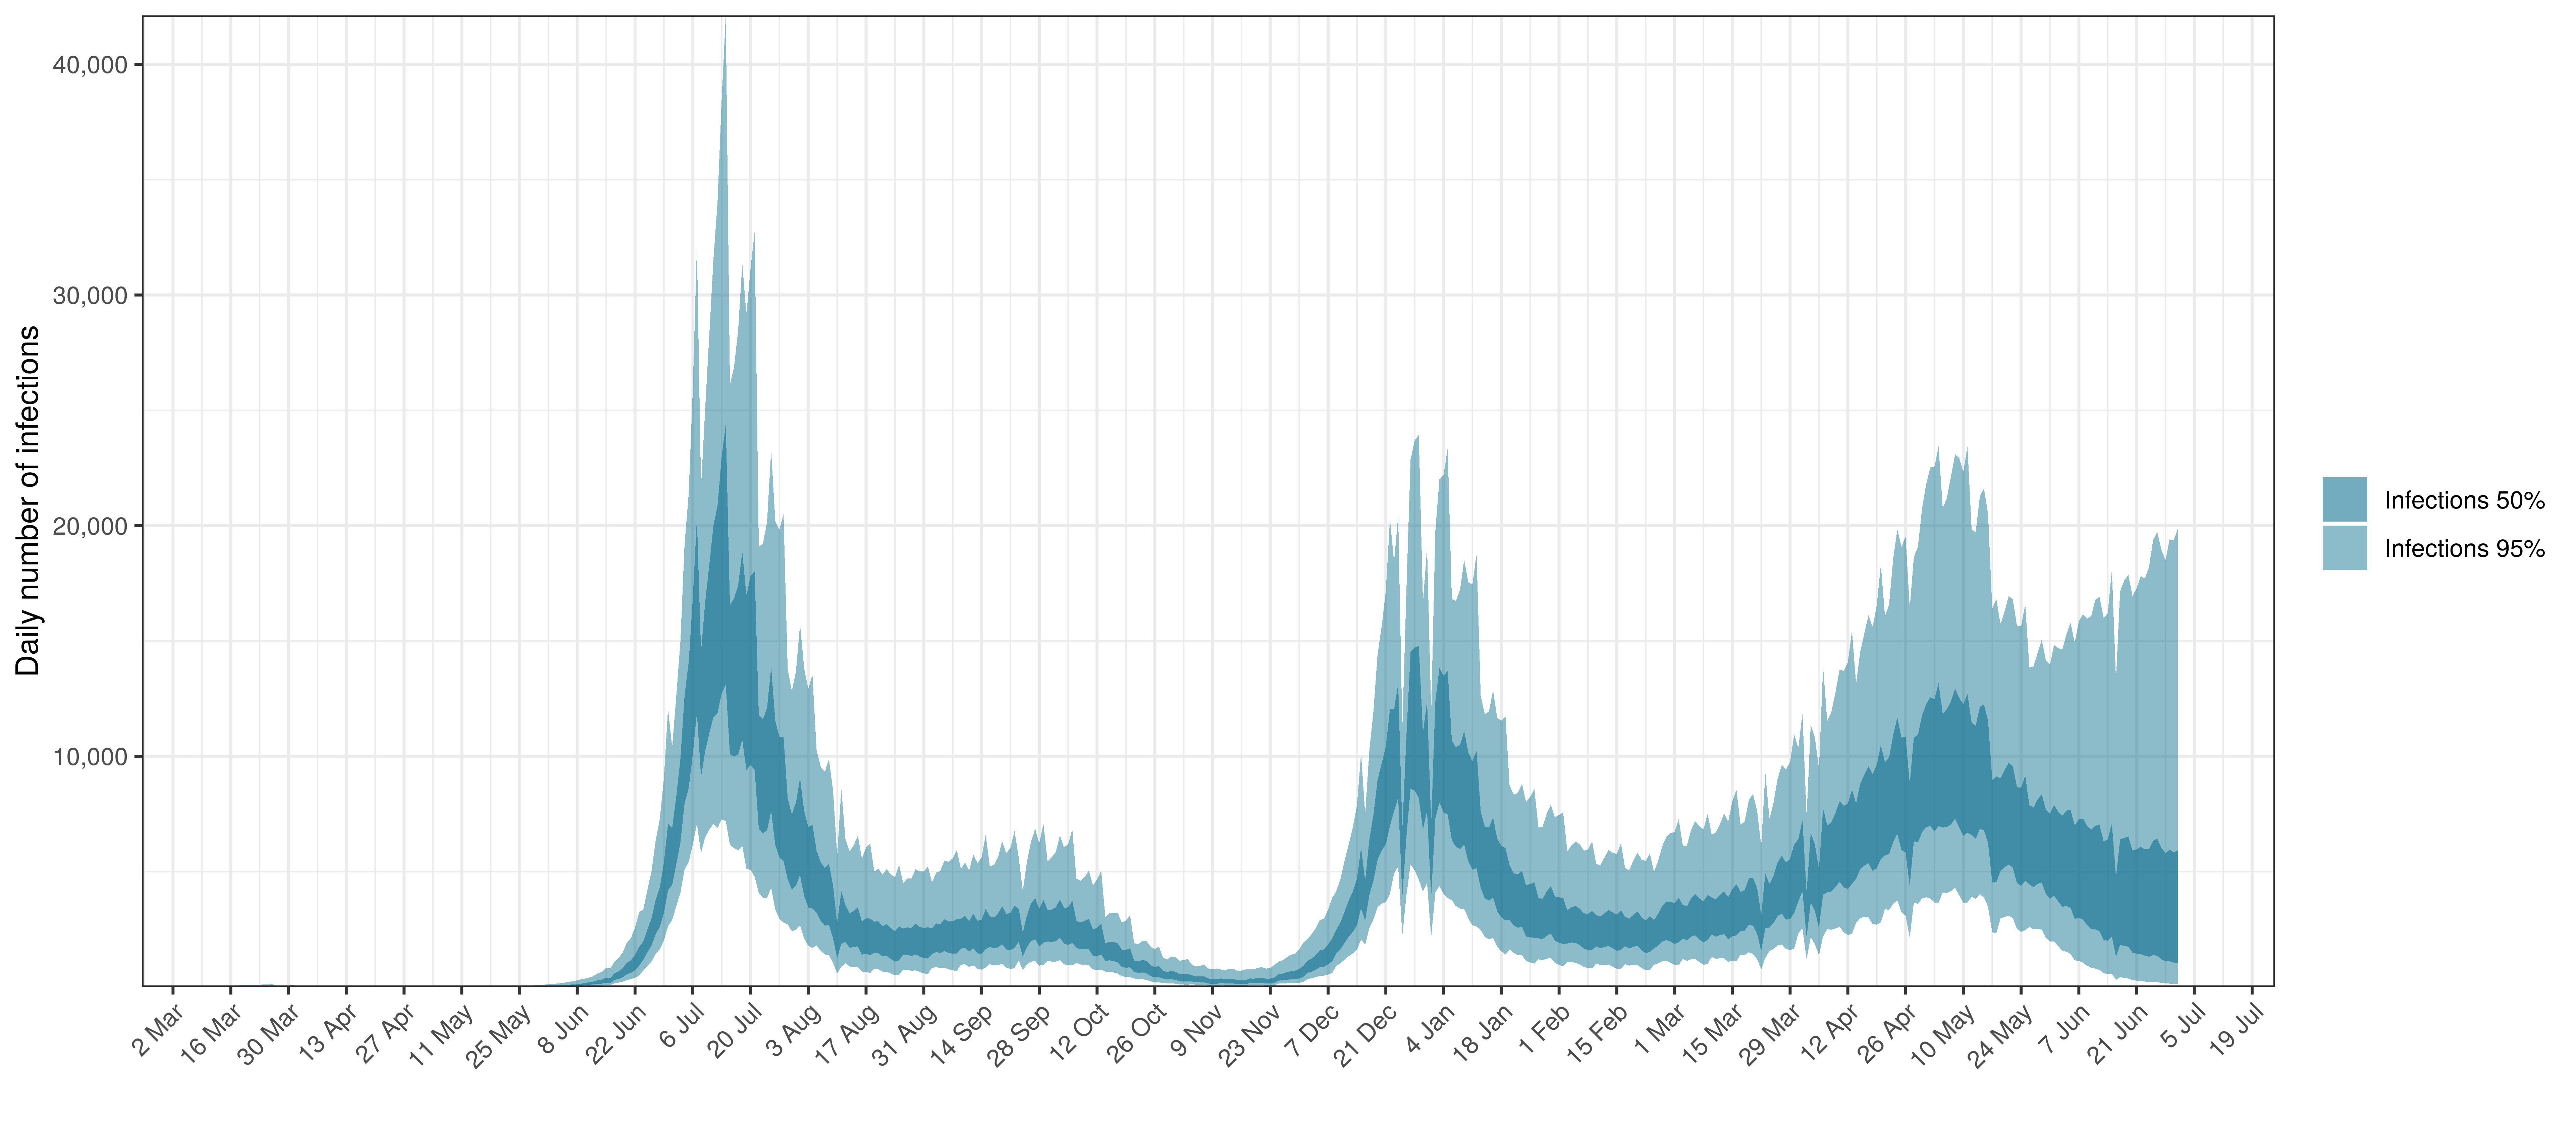 Daily number of infections
40,000
30,000
20,000
10,000
2 Mar
16 Mar
30 Mar
13 Apr
27 Apr
11 May
25 May
8 Jun
22 Jun
6 Jul
20 Jul
3 Aug
17 Aug
31 Aug
14 Sep
28 Sep
12 Oct
26 Oct
9 Nov
23 Nov
7 Dec
21 Dec
4 Jan
18 Jan
1 Feb
15 Feb
1 Mar
15 Mar
29 Mar
12 Apr
26 Apr
10 May
24 May
7 Jun
21 Jun
5 Jul
19 Jul
Infections 50%
Infections 95%